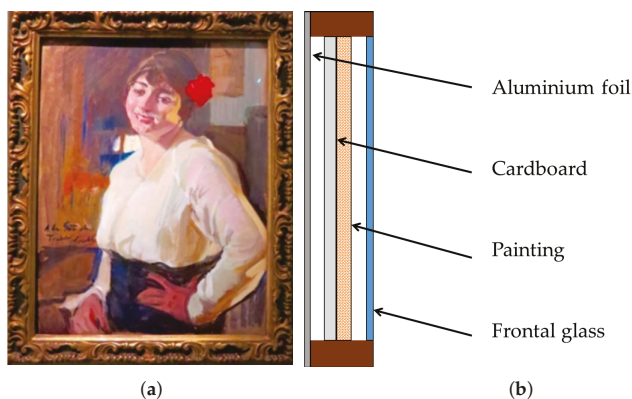 Aluminium foil
Cardboard
Painting
Frontal glass
(a)
(b)